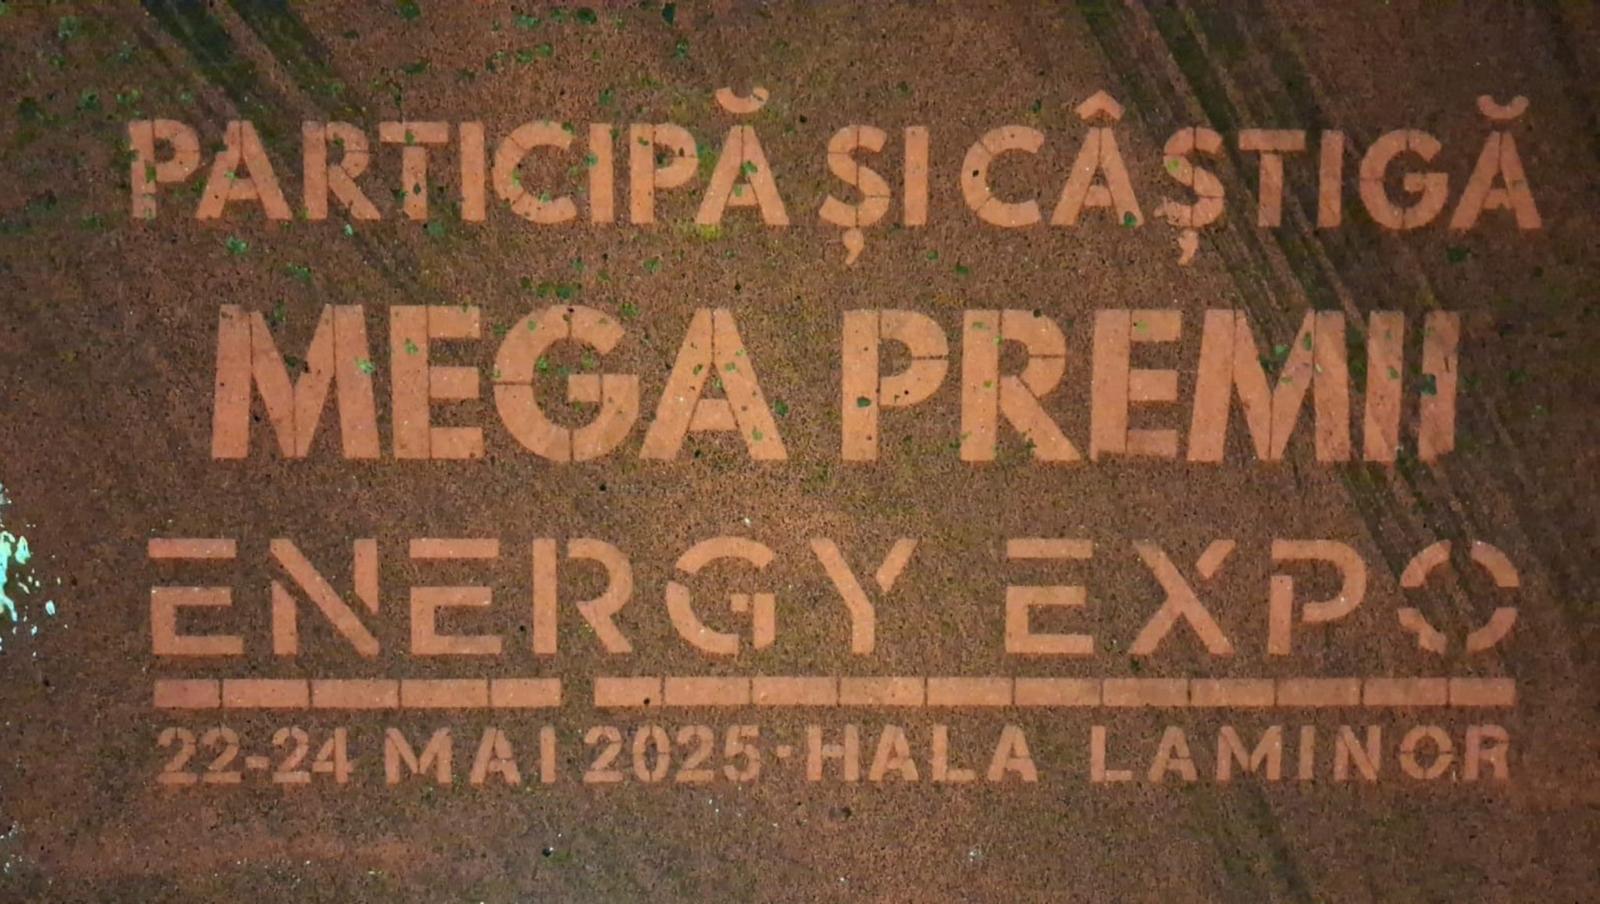 PARTICIPĂ ȘI CÂȘTIGĂ
MEGA PREMII
ENERGY EXPO
22-24 MAI 2025·HALA LAMINOR